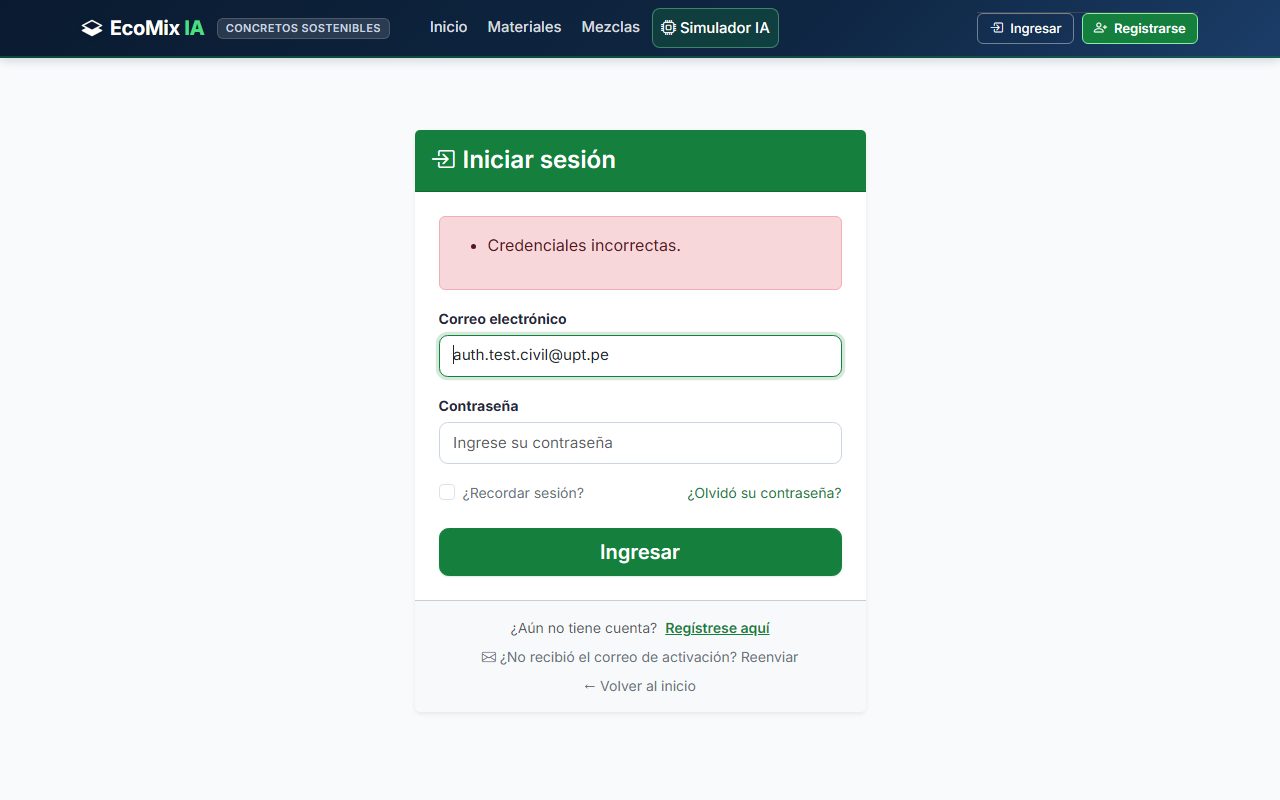 EcoMix IA CONCRETOS SOSTENIBLES Inicio Materiales Mezclas Simulador IA Ingresar Registrarse
Iniciar sesión
• Credenciales incorrectas.
Correo electrónico
auth.test.civil@upt.pe
Contraseña
Ingrese su contraseña
¿Recordar sesión? ¿Olvidó su contraseña?
Ingresar
¿Aún no tiene cuenta? Regístrese aquí
¿No recibió el correo de activación? Reenviar
← Volver al inicio